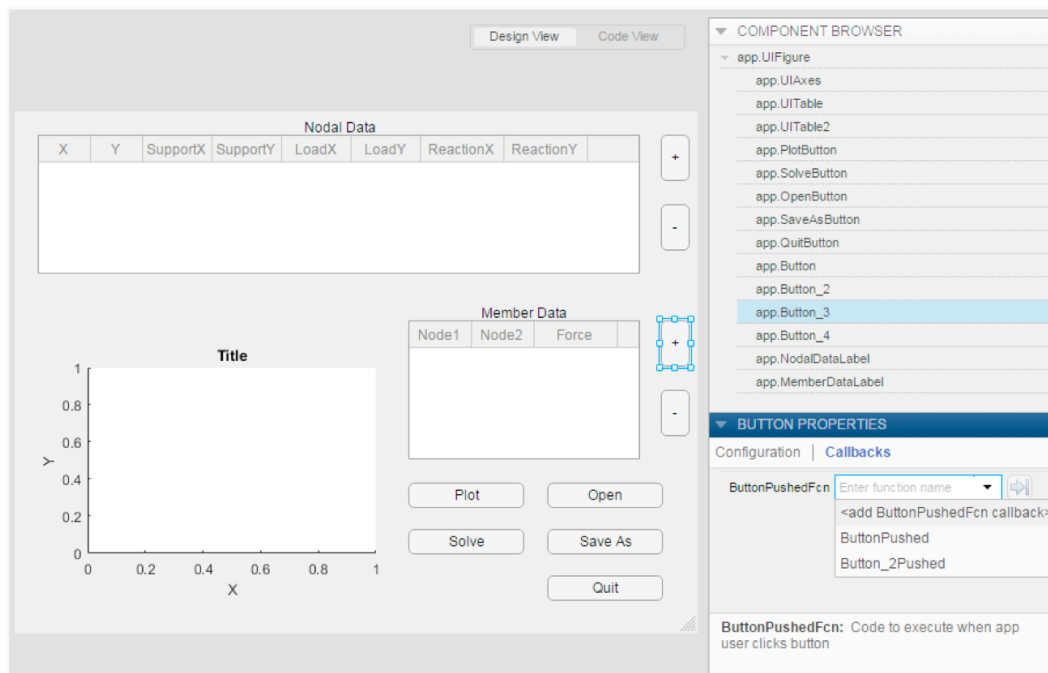 Design View Code View
Nodal Data
X Y SupportX SupportY LoadX LoadY ReactionX ReactionY
+
-
Member Data
Node1 Node2 Force
+
-
Title
1
0.8
0.6
0.4
0.2
0
Y
0 0.2 0.4 0.6 0.8 1
X
Plot Open
Solve Save As
Quit
COMPONENT BROWSER
app.UIFigure
app.UIAxes
app.UITable
app.UITable2
app.PlotButton
app.SolveButton
app.OpenButton
app.SaveAsButton
app.QuitButton
app.Button
app.Button_2
app.Button_3
app.Button_4
app.NodalDataLabel
app.MemberDataLabel
BUTTON PROPERTIES
Configuration | Callbacks
ButtonPushedFcn Enter function name
<add ButtonPushedFcn callback>
ButtonPushed
Button_2Pushed
ButtonPushedFcn: Code to execute when app
user clicks button